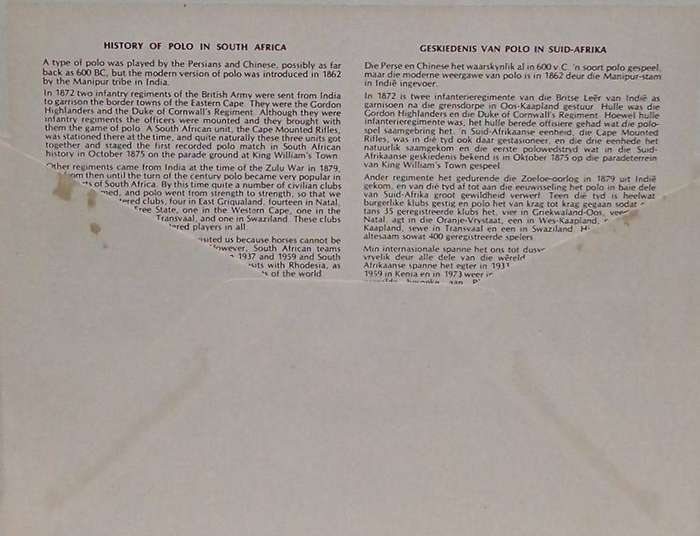 HISTORY OF POLO IN SOUTH AFRICA
A type of polo was played by the Persians and Chinese, possibly as far
back as 600 BC, but the modern version of polo was introduced in 1862
by the Manipur tribe in India.
In 1872 two infantry regiments of the British Army were sent from India
to garrison the border towns of the Eastern Cape. They were the Gordon
Highlanders and the Duke of Cornwall's Regiment. Although they were
infantry regiments the officers were mounted and they brought with
them the game of polo. A South African unit, the Cape Mounted Rifles,
was stationed there at the time, and quite naturally these three units got
together and staged the first recorded polo match in South African
history in October 1875 on the parade ground at King William's Town.
Other regiments came from India at the time of the Zulu War in 1879,
from then until the turn of the century polo became very popular in
of South Africa. By this time quite a number of civilian clubs
and polo went from strength to strength, so that we
clubs, four in East Griqualand, fourteen in Natal,
Free State, one in the Western Cape, one in the
Transvaal, and one in Swaziland. These clubs
players in all.
us because horses cannot be
However, South African teams
1937 and 1959 and South
with Rhodesia, as
of the world.
GESKIEDENIS VAN POLO IN SUID-AFRIKA
Die Perse en Chinese het waarskynlik al in 600 v.C. 'n soort polo gespeel,
maar die moderne weergawe van polo is in 1862 deur die Manipur-stam
in Indië ingevoer.
In 1872 is twee infanterieregimente van die Britse Leër van Indië as
garnisoen na die grensdorpe in Oos-Kaapland gestuur. Hulle was die
Gordon Highlanders en die Duke of Cornwall's Regiment. Hoewel hulle
infanterieregimente was, het hulle berede offisiere gehad wat die polo-
spel saamgebring het. 'n Suid-Afrikaanse eenheid, die Cape Mounted
Rifles, was in dié tyd ook daar gestasioneer, en die drie eenhede het
natuurlik saamgekom en die eerste polowedstryd wat in die Suid-
Afrikaanse geskiedenis bekend is in Oktober 1875 op die paradeterrein
van King William's Town gespeel.
Ander regimente het gedurende die Zoeloe-oorlog in 1879 uit Indië
gekom, en van dié tyd af tot aan die eeuwisseling het polo in baie dele
van Suid-Afrika groot gewildheid verwerf. Teen dié tyd is heelwat
burgerlike klubs gestig en polo het van krag tot krag gegaan sodat
tans 35 geregistreerde klubs het, vier in Griekwaland-Oos,
Natal, agt in die Oranje-Vrystaat, een in Wes-Kaapland,
Kaapland, sewe in Transvaal en een in Swaziland.
altesaam sowat 400 geregistreerde spelers.
Min internasionale spanne het ons tot
vrylik deur alle dele van die wêreld
Afrikaanse spanne het egter in
1959 in Kenia en in 1973 weer